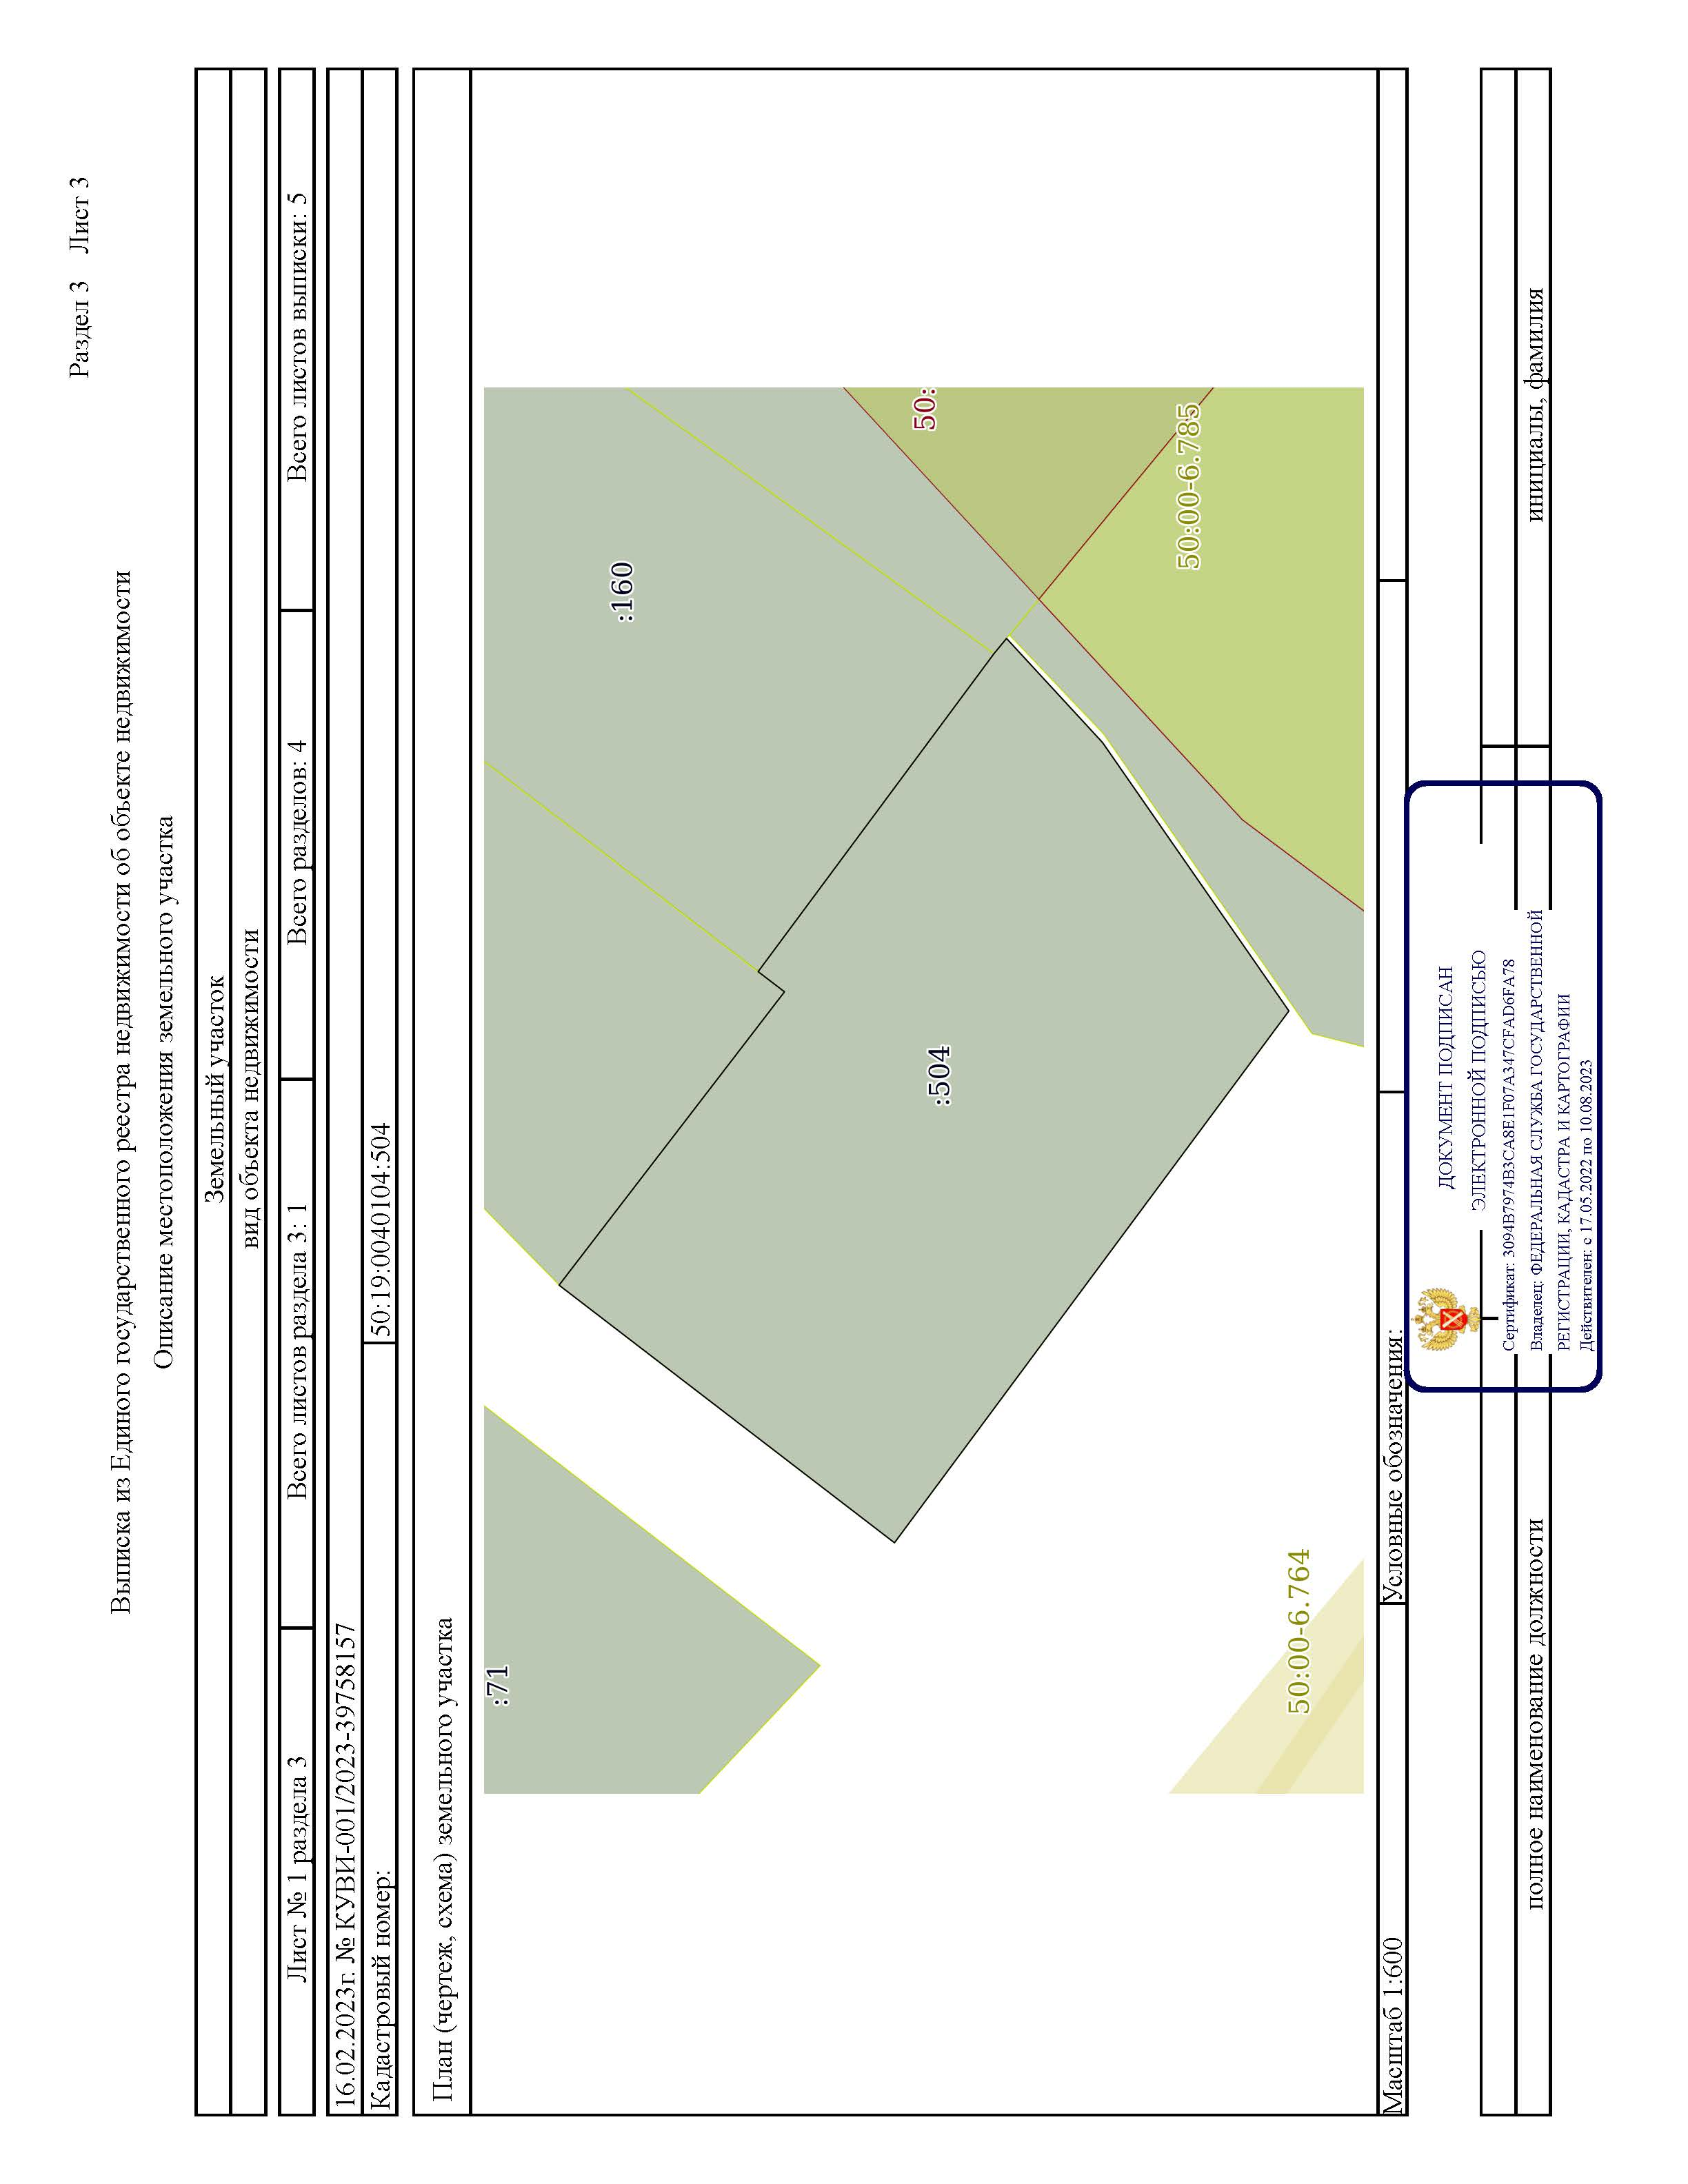 Раздел 3 Лист 3
Выписка из Единого государственного реестра недвижимости об объекте недвижимости
Описание местоположения земельного участка
Земельный участок
вид объекта недвижимости
Лист № 1 раздела 3 Всего листов раздела 3: 1 Всего разделов: 4 Всего листов выписки: 5
16.02.2023г. № КУВИ-001/2023-39758157
Кадастровый номер: 50:19:0040104:504
План (чертеж, схема) земельного участка
:71
:160
50:
:504
50:00-6.785
50:00-6.764
Масштаб 1:600 Условные обозначения:
ДОКУМЕНТ ПОДПИСАН
ЭЛЕКТРОННОЙ ПОДПИСЬЮ
Сертификат: 3094B7974B3CA8E1F07A347CFAD6FA78
Владелец: ФЕДЕРАЛЬНАЯ СЛУЖБА ГОСУДАРСТВЕННОЙ
РЕГИСТРАЦИИ, КАДАСТРА И КАРТОГРАФИИ
Действителен: с 17.05.2022 по 10.08.2023
полное наименование должности инициалы, фамилия